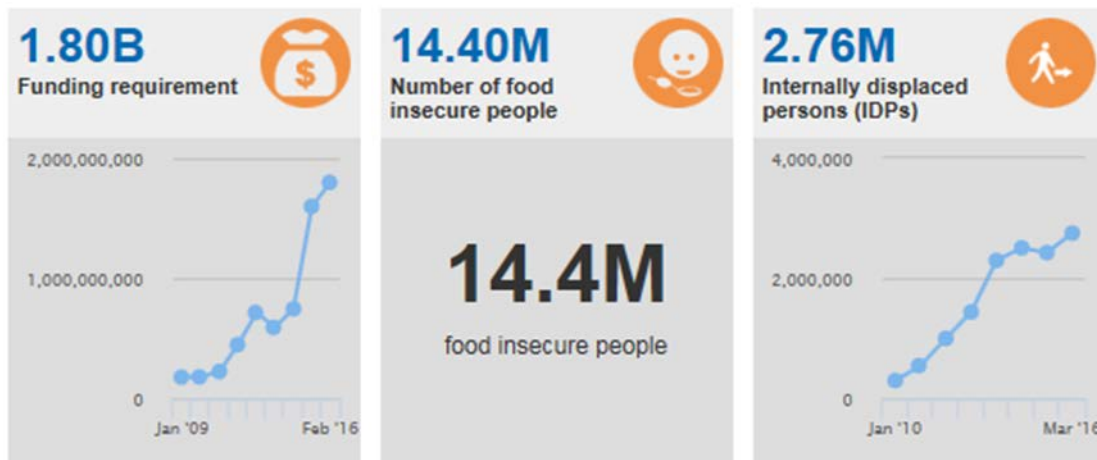 1.80B
Funding requirement
$
2,000,000,000
1,000,000,000
0
Jan '09
Feb '16
14.40M
Number of food
insecure people
14.4M
food insecure people
2.76M
Internally displaced
persons (IDPs)
4,000,000
2,000,000
0
Jan '10
Mar '16